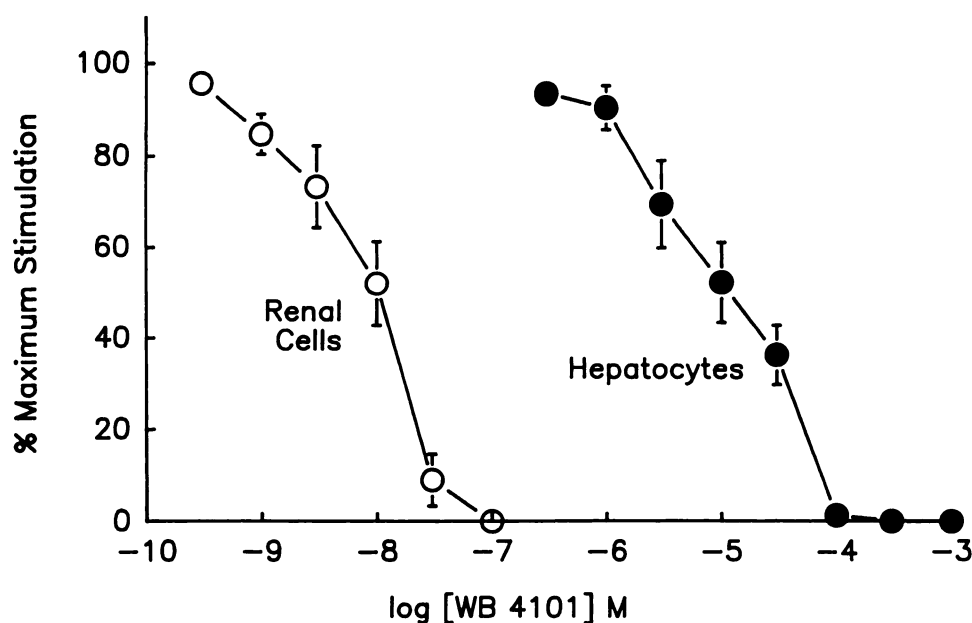 % Maximum Stimulation
100
80
60
40
20
0
Renal
Cells
Hepatocytes
−10 −9 −8 −7 −6 −5 −4 −3
log [WB 4101] M